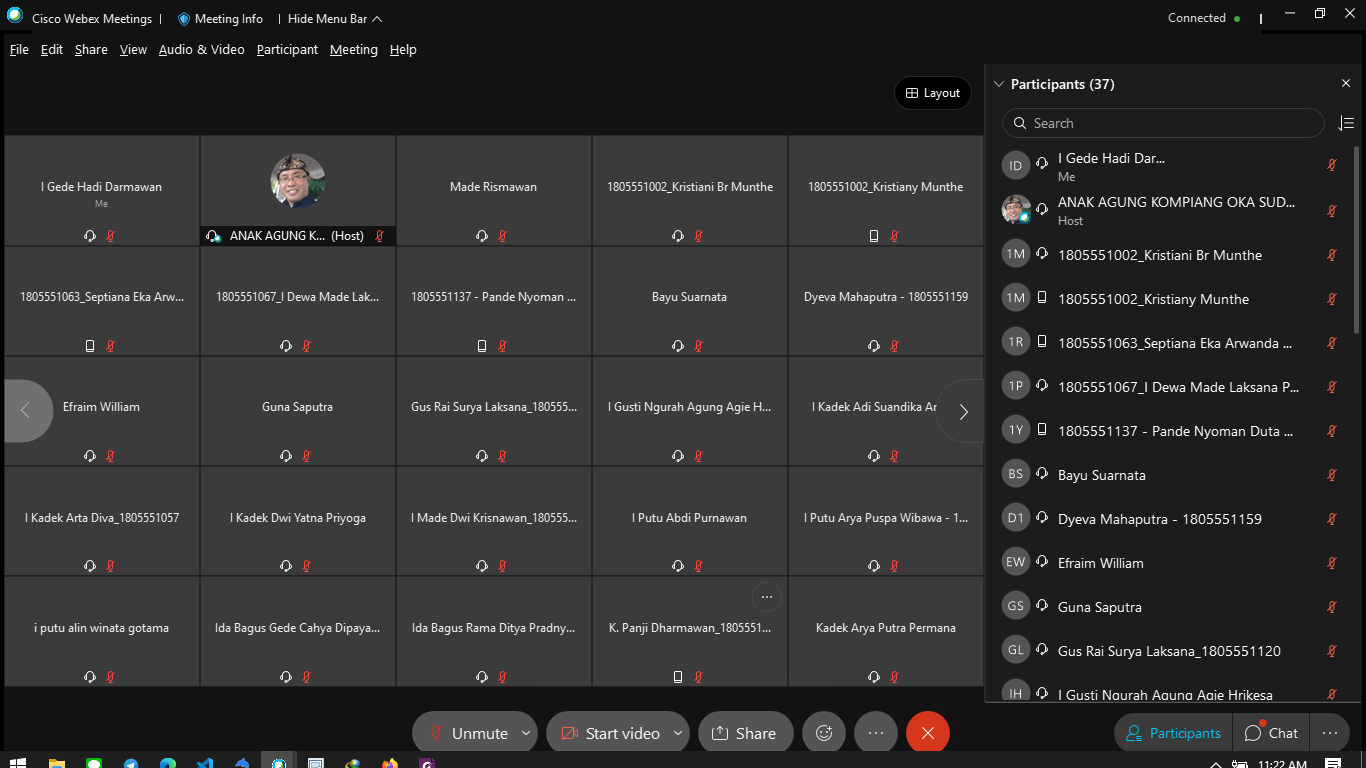 Cisco Webex Meetings | Meeting Info | Hide Menu Bar
Connected
File Edit Share View Audio & Video Participant Meeting Help
Layout
I Gede Hadi Darmawan
Me
ANAK AGUNG K... (Host)
Made Rismawan
1805551002_Kristiani Br Munthe
1805551002_Kristiany Munthe
1805551063_Septiana Eka Arw...
1805551067_I Dewa Made Lak...
1805551137 - Pande Nyoman ...
Bayu Suarnata
Dyeva Mahaputra - 1805551159
Efraim William
Guna Saputra
Gus Rai Surya Laksana_180555...
I Gusti Ngurah Agung Agie H...
I Kadek Adi Suandika Ar
I Kadek Arta Diva_1805551057
I Kadek Dwi Yatna Priyoga
I Made Dwi Krisnawan_180555...
I Putu Abdi Purnawan
I Putu Arya Puspa Wibawa - 1...
i putu alin winata gotama
Ida Bagus Gede Cahya Dipaya...
Ida Bagus Rama Ditya Pradny...
K. Panji Dharmawan_1805551...
Kadek Arya Putra Permana
Unmute
Start video
Share
Participants (37)
Search
ID I Gede Hadi Dar...
Me
ANAK AGUNG KOMPIANG OKA SUD...
Host
1M 1805551002_Kristiani Br Munthe
1M 1805551002_Kristiany Munthe
1R 1805551063_Septiana Eka Arwanda ...
1P 1805551067_I Dewa Made Laksana P...
1Y 1805551137 - Pande Nyoman Duta ...
BS Bayu Suarnata
D1 Dyeva Mahaputra - 1805551159
EW Efraim William
GS Guna Saputra
GL Gus Rai Surya Laksana_1805551120
IH I Gusti Ngurah Agung Agie Hrikesa
Participants
Chat
11:22 AM